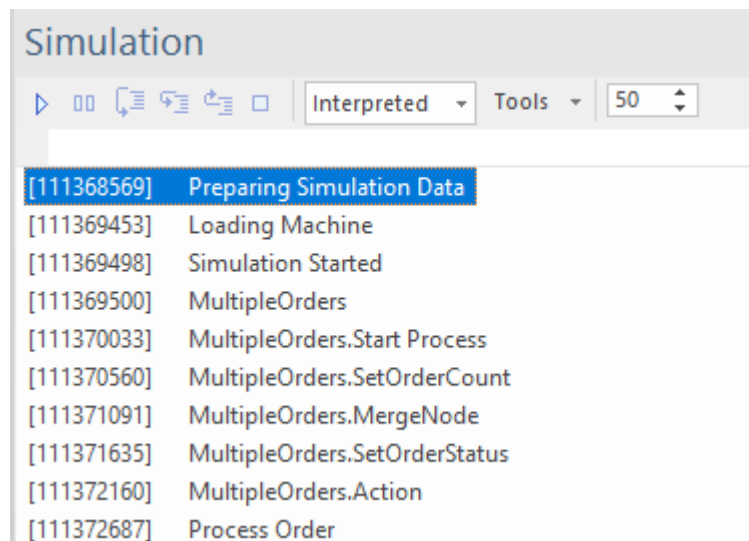 Simulation
Interpreted Tools 50
[111368569] Preparing Simulation Data
[111369453] Loading Machine
[111369498] Simulation Started
[111369500] MultipleOrders
[111370033] MultipleOrders.Start Process
[111370560] MultipleOrders.SetOrderCount
[111371091] MultipleOrders.MergeNode
[111371635] MultipleOrders.SetOrderStatus
[111372160] MultipleOrders.Action
[111372687] Process Order